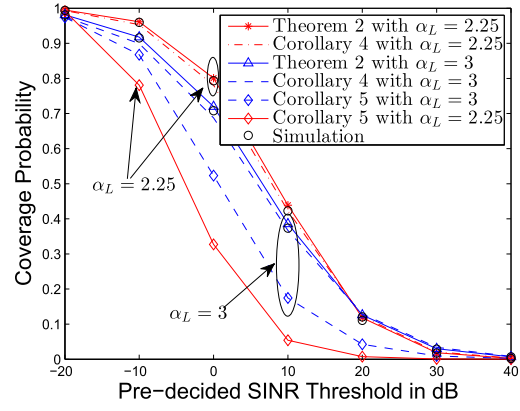 1
0.9
0.8
0.7
0.6
0.5
0.4
0.3
0.2
0.1
0
Coverage Probability
Theorem 2 with α_L = 2.25
Corollary 4 with α_L = 2.25
Theorem 2 with α_L = 3
Corollary 4 with α_L = 3
Corollary 5 with α_L = 3
Corollary 5 with α_L = 2.25
Simulation
α_L = 2.25
α_L = 3
−20 −10 0 10 20 30 40
Pre−decided SINR Threshold in dB